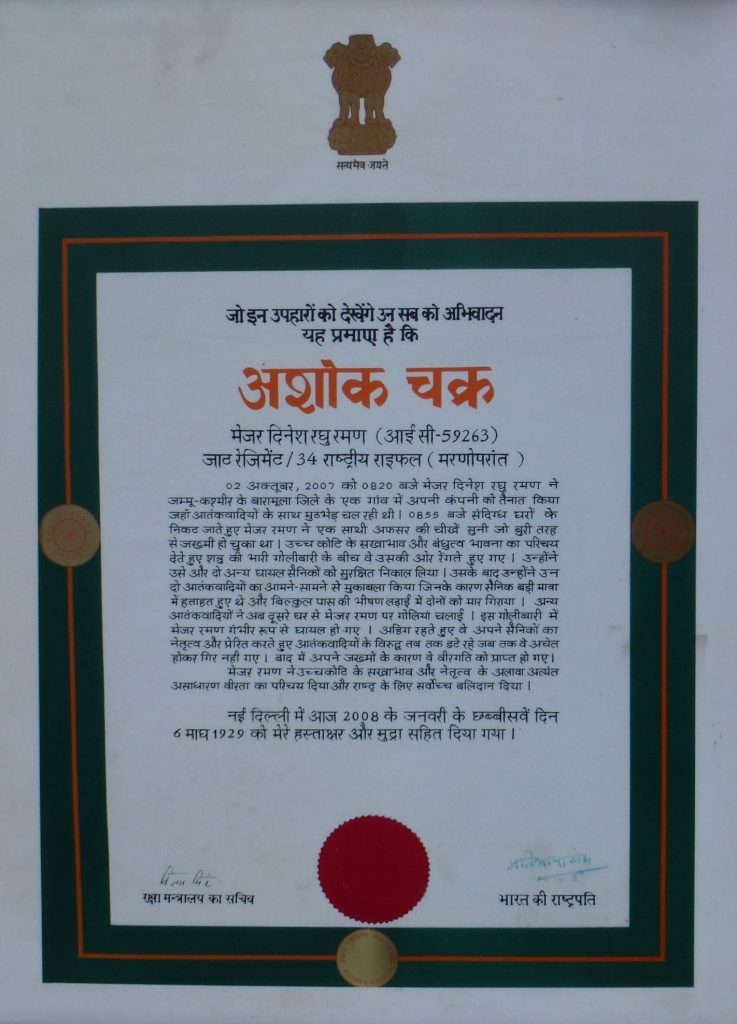 सत्यमेव जयते
जो इन उपहारों को देखेंगे उन सब को अभिवादन
यह प्रमाण है कि
अशोक चक्र
मेजर दिनेश रघु रमण (आई सी-59263)
जाट रेजिमेंट/34 राष्ट्रीय राइफल (मरणोपरांत )
02 अक्तूबर, 2007 को 0820 बजे मेजर दिनेश रघु रमण ने
जम्मू-कश्मीर के बारामूला जिले के एक गांव में अपनी कंपनी को तैनात किया
जहाँ आतंकवादियों के साथ मुठभेड़ चल रही थी। 0855 बजे संदिग्ध घरों के
निकट जाते हुए मेजर रमण ने एक साथी अफसर की चीखें सुनी जो बुरी तरह
से जख्मी हो चुका था। उच्च कोटि के सखाभाव और बंधुत्व भावना का परिचय
देते हुए शत्रु की भारी गोलीबारी के बीच वे उसकी ओर रेंगते हुए गए। उन्होंने
उसे और दो अन्य घायल सैनिकों को सुरक्षित निकाल लिया। उसके बाद उन्होंने उन
दो आतंकवादियों का आमने-सामने से मुकाबला किया जिनके कारण सैनिक बड़ी मात्रा
में हताहत हुए थे और बिल्कुल पास की भीषण लड़ाई में दोनों को मार गिराया। अन्य
आतंकवादियों ने अब दूसरे घर से मेजर रमण पर गोलियां चलाई। इस गोलीबारी में
मेजर रमण गंभीर रूप से घायल हो गए। अडिग रहते हुए वे अपने सैनिकों का
नेतृत्व और प्रेरित करते हुए आतंकवादियों के विरुद्ध तब तक डटे रहे जब तक वे अचेत
होकर गिर नही गए। बाद में अपने जख्मों के कारण वे वीरगति को प्राप्त हो गए।
मेजर रमण ने उच्चकोटि के सखाभाव और नेतृत्व के अलावा अत्यंत
असाधारण वीरता का परिचय दिया और राष्ट्र के लिए सर्वोच्च बलिदान दिया।
नई दिल्ली में आज 2008 के जनवरी के छब्बीसवें दिन
6 माघ 1929 को मेरे हस्ताक्षर और मुद्रा सहित दिया गया।
रक्षा मन्त्रालय का सचिव
भारत की राष्ट्रपति